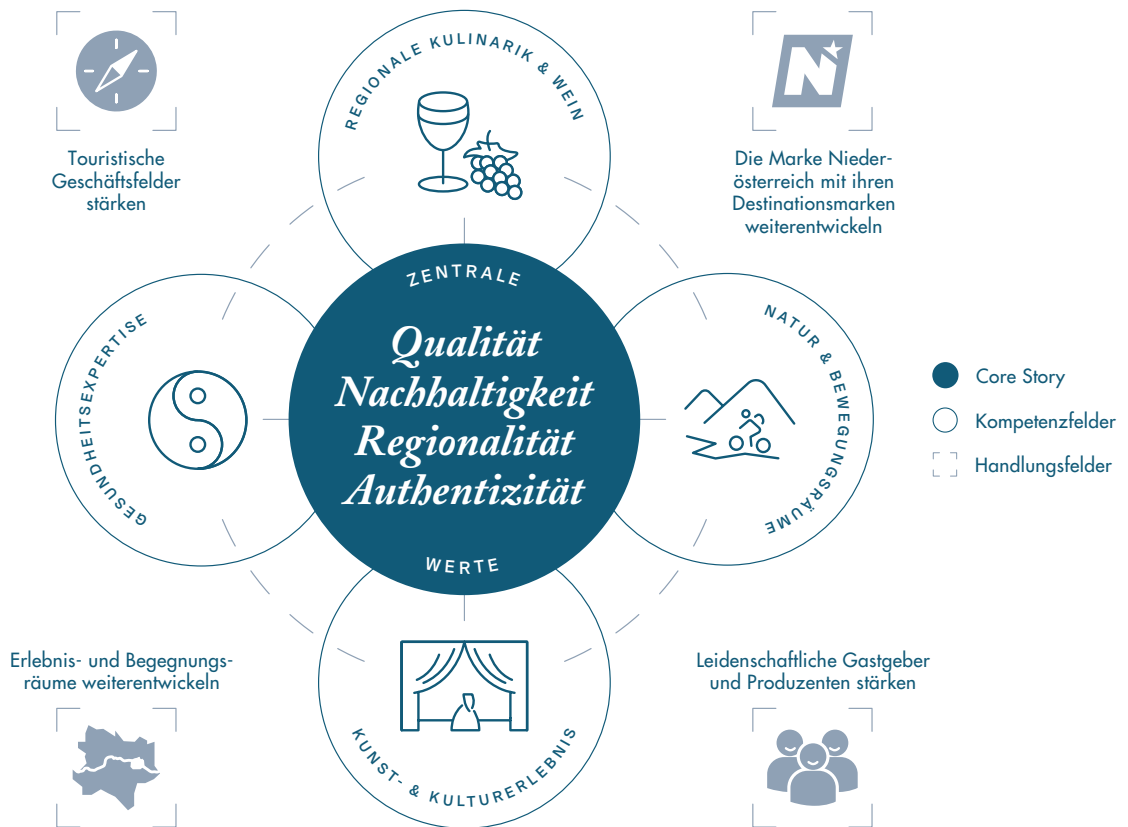 REGIONALE KULINARIK & WEIN
Touristische
Geschäftsfelder
stärken
N
Die Marke Nieder-
österreich mit ihren
Destinationsmarken
weiterentwickeln
GESUNDHEITSEXPERTISE
ZENTRALE
Qualität
Nachhaltigkeit
Regionalität
Authentizität
WERTE
NATUR & BEWEGUNGSRÄUME
Core Story
Kompetenzfelder
Handlungsfelder
Erlebnis- und Begegnungs-
räume weiterentwickeln
KUNST- & KULTURERLEBNIS
Leidenschaftliche Gastgeber
und Produzenten stärken